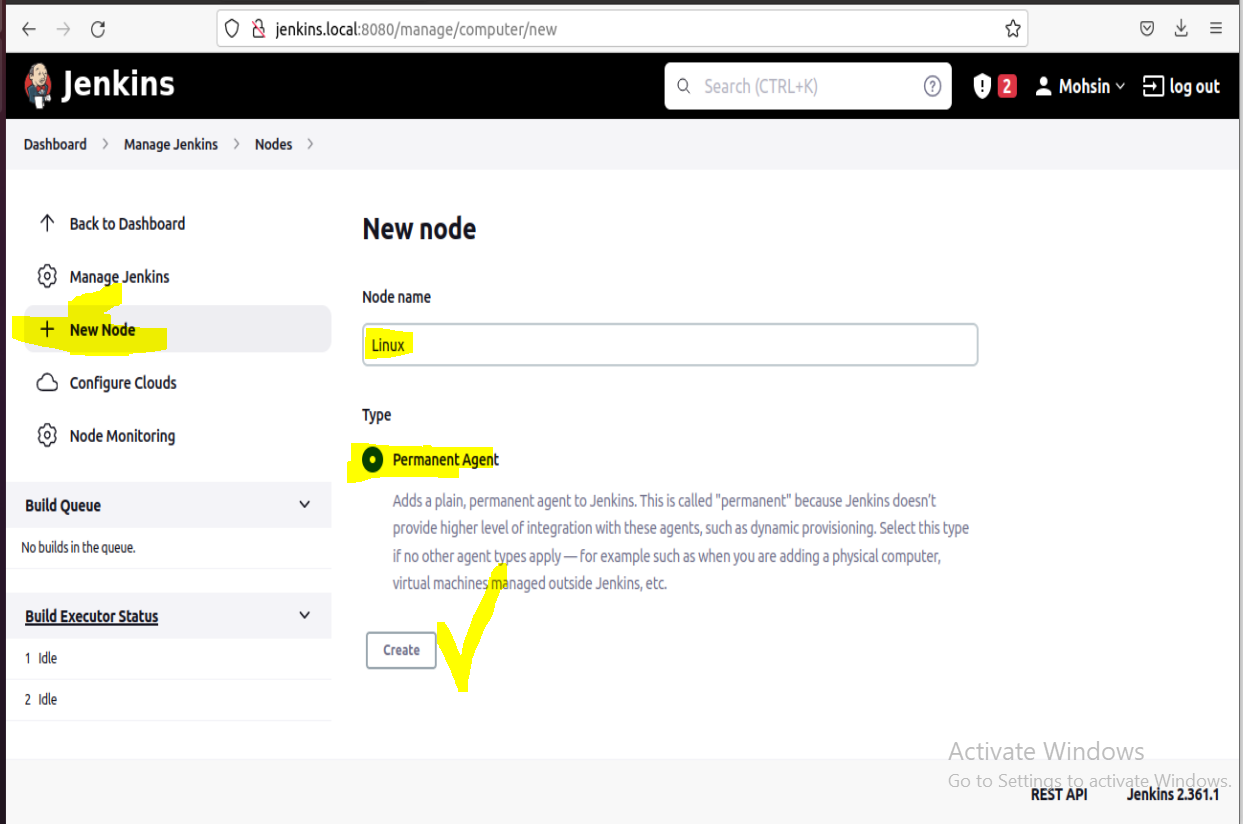 jenkins.local:8080/manage/computer/new
Jenkins
Search (CTRL+K)
2
Mohsin
log out
Dashboard
Manage Jenkins
Nodes
Back to Dashboard
Manage Jenkins
New Node
Configure Clouds
Node Monitoring
Build Queue
No builds in the queue.
Build Executor Status
1 Idle
2 Idle
New node
Node name
Linux
Type
Permanent Agent
Adds a plain, permanent agent to Jenkins. This is called "permanent" because Jenkins doesn't
provide higher level of integration with these agents, such as dynamic provisioning. Select this type
if no other agent types apply — for example such as when you are adding a physical computer,
virtual machines managed outside Jenkins, etc.
Create
Activate Windows
Go to Settings to activate Windows.
REST API
Jenkins 2.361.1